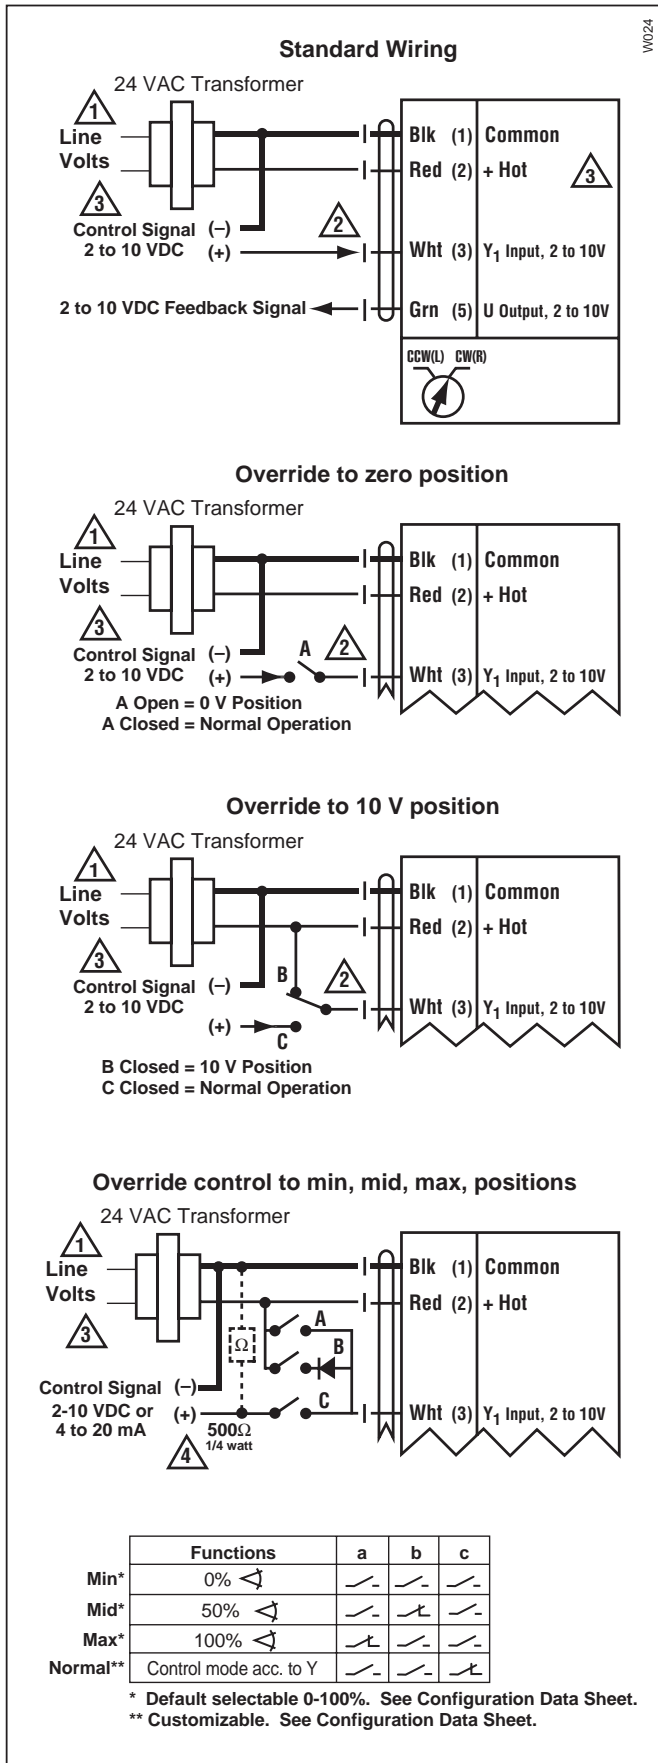 W024
Standard Wiring
24 VAC Transformer
1
Line
Volts
3
Control Signal (–)
2 to 10 VDC (+)
2
2 to 10 VDC Feedback Signal
Blk (1) Common
Red (2) + Hot
3
Wht (3) Y1 Input, 2 to 10V
Grn (5) U Output, 2 to 10V
CCW(L) CW(R)
Override to zero position
24 VAC Transformer
1
Line
Volts
3
Control Signal (–)
2 to 10 VDC (+)
A
2
A Open = 0 V Position
A Closed = Normal Operation
Blk (1) Common
Red (2) + Hot
Wht (3) Y1 Input, 2 to 10V
Override to 10 V position
24 VAC Transformer
1
Line
Volts
3
Control Signal (–)
2 to 10 VDC
(+)
B
2
C
B Closed = 10 V Position
C Closed = Normal Operation
Blk (1) Common
Red (2) + Hot
Wht (3) Y1 Input, 2 to 10V
Override control to min, mid, max, positions
24 VAC Transformer
1
Line
Volts
3
Control Signal (–)
2-10 VDC or (+)
4 to 20 mA
4
Ω
500Ω
1/4 watt
A
B
C
Blk (1) Common
Red (2) + Hot
Wht (3) Y1 Input, 2 to 10V
Functions a b c
Min* 0%
Mid* 50%
Max* 100%
Normal** Control mode acc. to Y
* Default selectable 0-100%. See Configuration Data Sheet.
** Customizable. See Configuration Data Sheet.